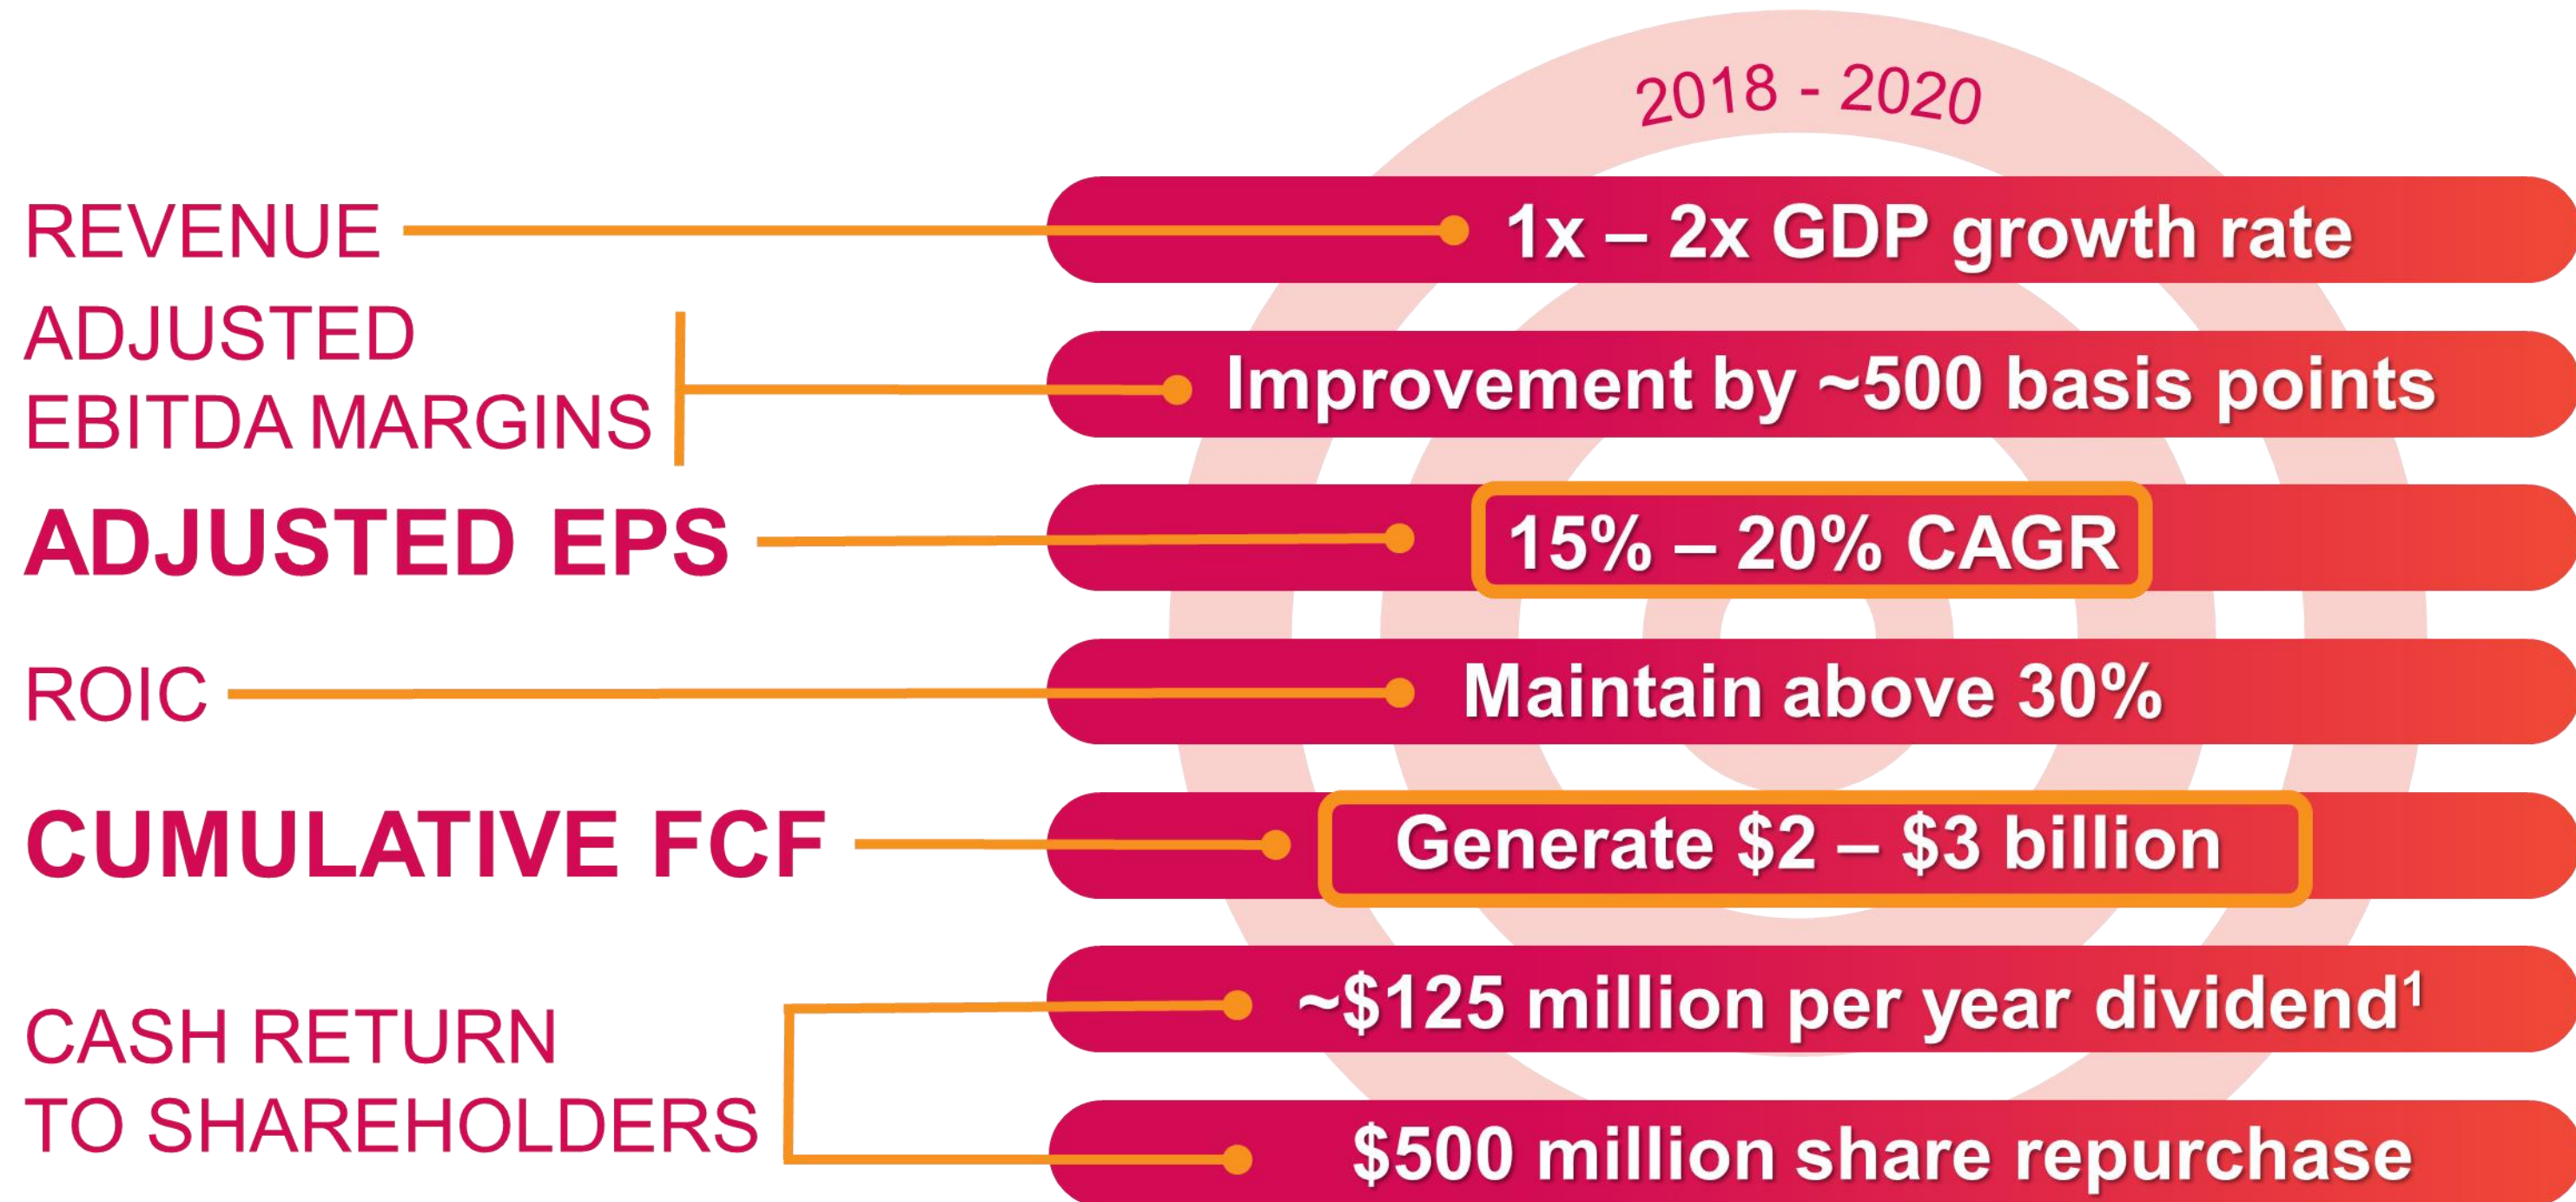 2018 - 2020
REVENUE
1x – 2x GDP growth rate
ADJUSTED
EBITDA MARGINS
Improvement by ~500 basis points
ADJUSTED EPS
15% – 20% CAGR
ROIC
Maintain above 30%
CUMULATIVE FCF
Generate $2 – $3 billion
CASH RETURN
TO SHAREHOLDERS
~$125 million per year dividend¹
$500 million share repurchase